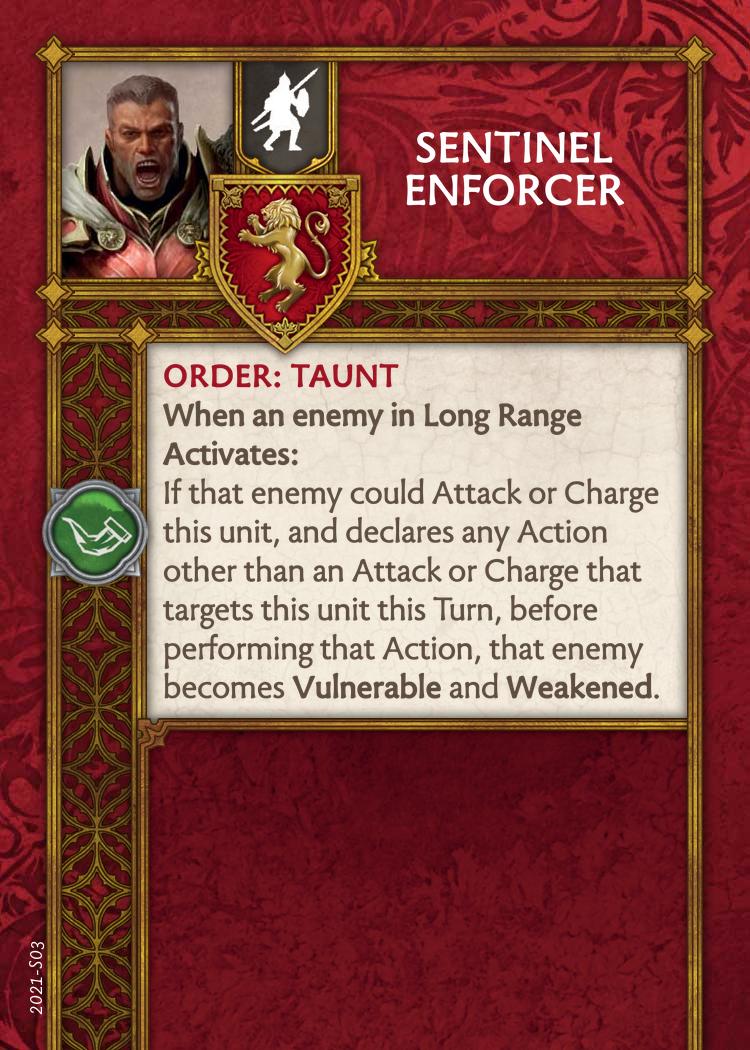 SENTINEL
ENFORCER
ORDER: TAUNT
When an enemy in Long Range
Activates:
If that enemy could Attack or Charge
this unit, and declares any Action
other than an Attack or Charge that
targets this unit this Turn, before
performing that Action, that enemy
becomes Vulnerable and Weakened.
2021-S03